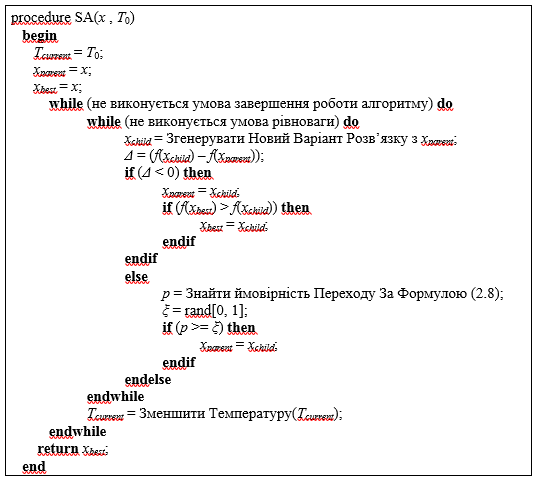 procedure SA(x , T0)
begin
Tcurrent = T0;
xparent = x;
xbest = x;
while (не виконується умова завершення роботи алгоритму) do
while (не виконується умова рівноваги) do
xchild = Згенерувати Новий Варіант Розв’язку з xparent;
Δ = (f(xchild) – f(xparent));
if (Δ < 0) then
xparent = xchild;
if (f(xbest) > f(xchild)) then
xbest = xchild;
endif
endif
else
p = Знайти ймовірність Переходу За Формулою (2.8);
ξ = rand[0, 1];
if (p >= ξ) then
xparent = xchild;
endif
endelse
endwhile
Tcurrent = Зменшити Температуру(Tcurrent);
endwhile
return xbest;
end